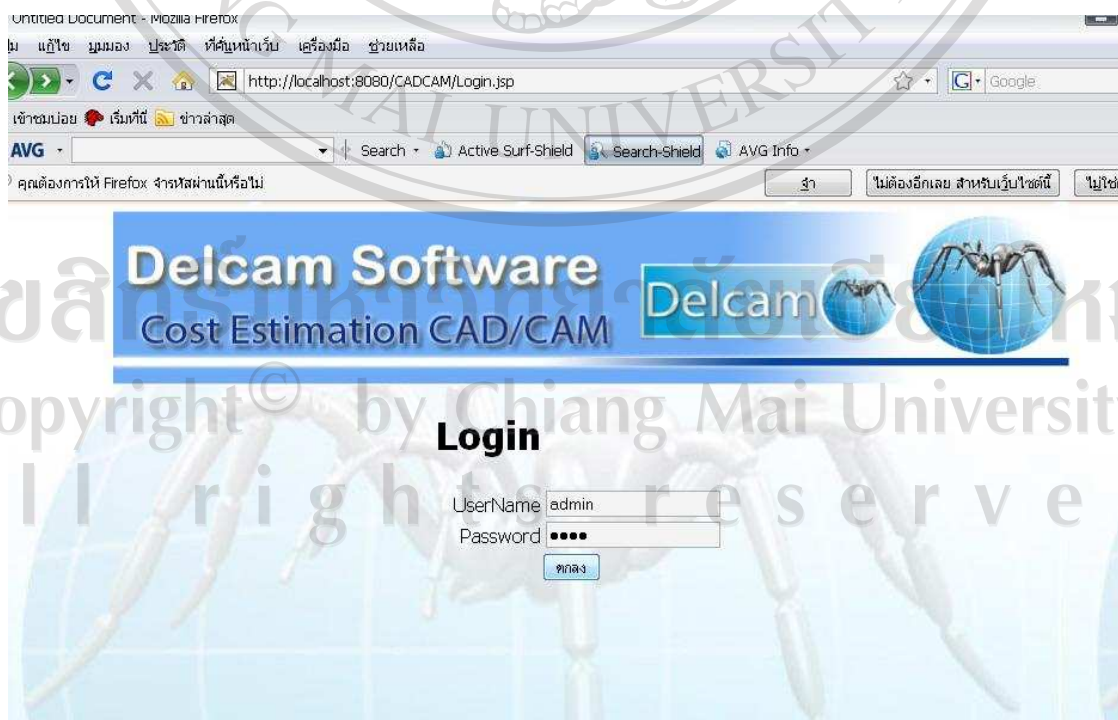 Untitled Document - Mozilla Firefox
แก้ไข มุมมอง ประวัติ ที่คั่นหน้าเว็บ เครื่องมือ ช่วยเหลือ
http://localhost:8080/CADCAM/Login.jsp
Google
เข้าชมบ่อย เริ่มที่นี่ ข่าวล่าสุด
AVG Search Active Surf-Shield Search-Shield AVG Info
คุณต้องการให้ Firefox จำรหัสผ่านนี้หรือไม่ จำ ไม่ต้องอีกเลย สำหรับเว็บไซต์นี้
MAI UNIVERSIT
Delcam Software
Cost Estimation CAD/CAM
Delcam
opyright© by Chiang Mai Universit
Login
ll rights reserve
UserName admin
Password ••••
ตกลง